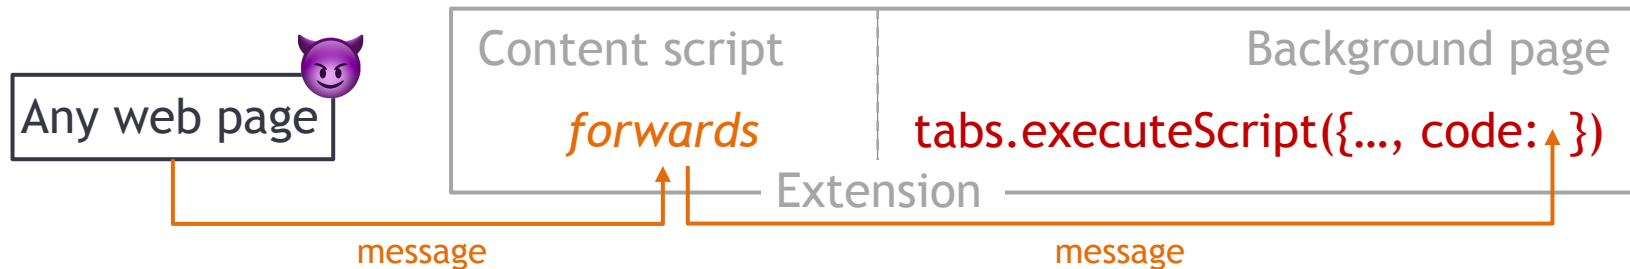 Content script
Background page
Any web page
forwards
tabs.executeScript({…, code: })
Extension
message
message